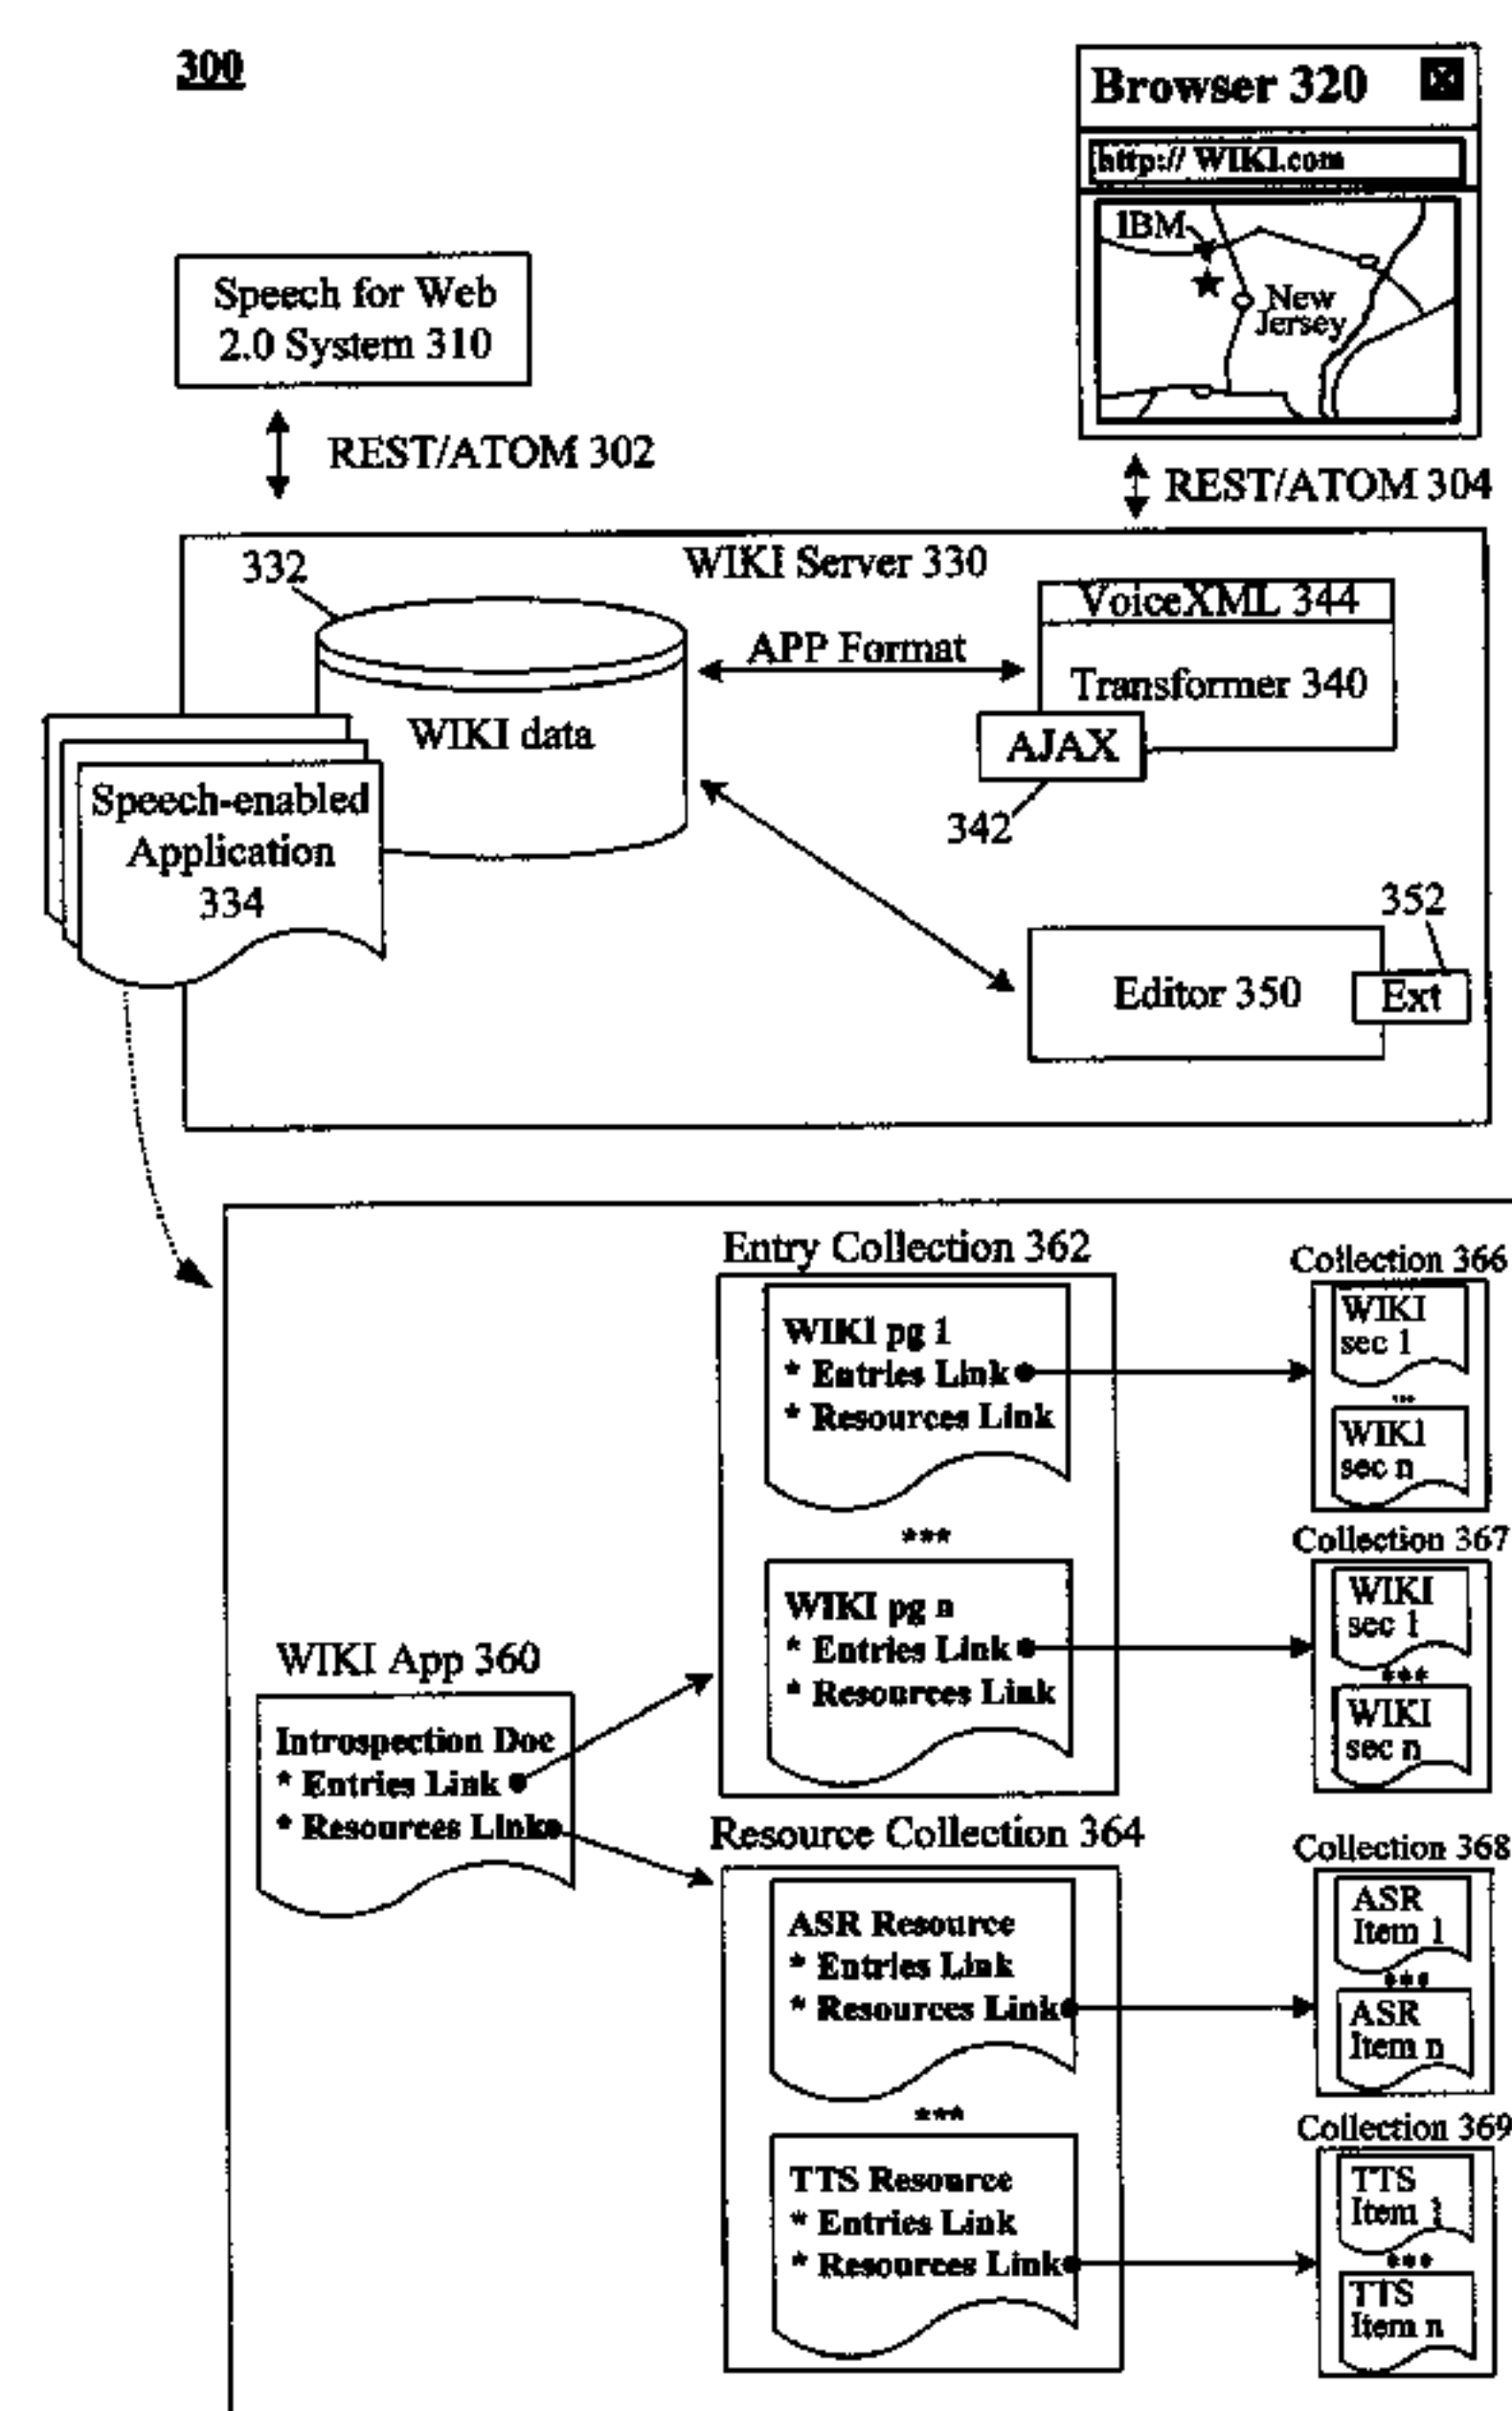 300
Browser 320
http:// WIKI.com
IBM
New
Jersey
Speech for Web
2.0 System 310
REST/ATOM 302
REST/ATOM 304
WIKI Server 330
332
VoiceXML 344
APP Format
Transformer 340
WIKI data
AJAX
342
Speech-enabled
Application
334
352
Editor 350
Ext
Entry Collection 362
WIKI pg 1
* Entries Link
* Resources Link
***
WIKI pg n
* Entries Link
* Resources Link
Collection 366
WIKI
sec 1
...
WIKI
sec n
Collection 367
WIKI
sec 1
***
WIKI
sec n
WIKI App 360
Introspection Doc
* Entries Link
* Resources Link
Resource Collection 364
ASR Resource
* Entries Link
* Resources Link
***
TTS Resource
* Entries Link
* Resources Link
Collection 368
ASR
Item 1
***
ASR
Item n
Collection 369
TTS
Item 1
***
TTS
Item n